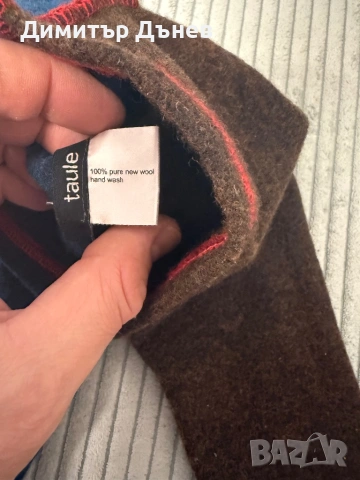 Димитър Дънев
taule
100% pure new wool
hand wash
BAZAR